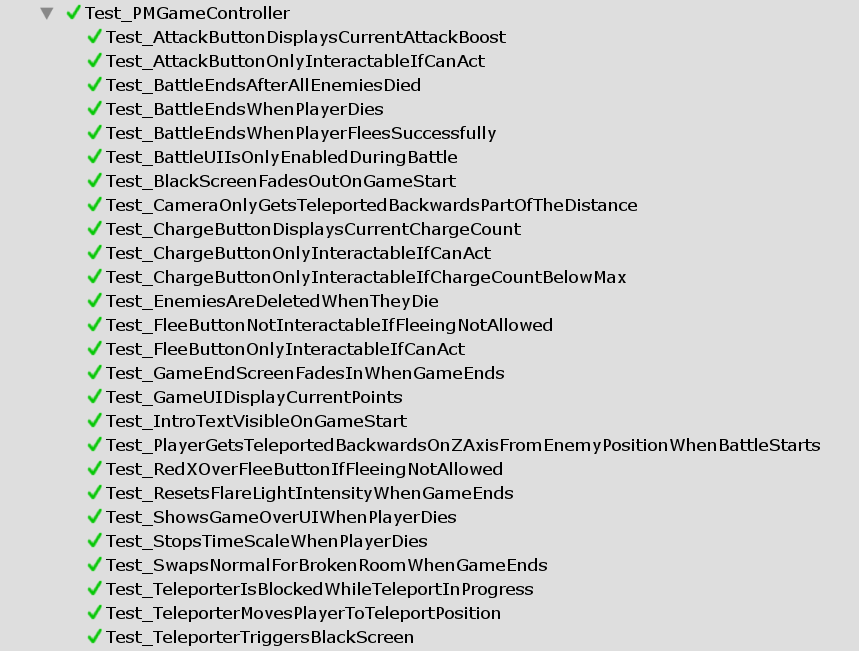 Test_PMGameController
Test_AttackButtonDisplaysCurrentAttackBoost
Test_AttackButtonOnlyInteractableIfCanAct
Test_BattleEndsAfterAllEnemiesDied
Test_BattleEndsWhenPlayerDies
Test_BattleEndsWhenPlayerFleesSuccessfully
Test_BattleUIIsOnlyEnabledDuringBattle
Test_BlackScreenFadesOutOnGameStart
Test_CameraOnlyGetsTeleportedBackwardsPartOfTheDistance
Test_ChargeButtonDisplaysCurrentChargeCount
Test_ChargeButtonOnlyInteractableIfCanAct
Test_ChargeButtonOnlyInteractableIfChargeCountBelowMax
Test_EnemiesAreDeletedWhenTheyDie
Test_FleeButtonNotInteractableIfFleeingNotAllowed
Test_FleeButtonOnlyInteractableIfCanAct
Test_GameEndScreenFadesInWhenGameEnds
Test_GameUIDisplayCurrentPoints
Test_IntroTextVisibleOnGameStart
Test_PlayerGetsTeleportedBackwardsOnZAxisFromEnemyPositionWhenBattleStarts
Test_RedXOverFleeButtonIfFleeingNotAllowed
Test_ResetsFlareLightIntensityWhenGameEnds
Test_ShowsGameOverUIWhenPlayerDies
Test_StopsTimeScaleWhenPlayerDies
Test_SwapsNormalForBrokenRoomWhenGameEnds
Test_TeleporterIsBlockedWhileTeleportInProgress
Test_TeleporterMovesPlayerToTeleportPosition
Test_TeleporterTriggersBlackScreen